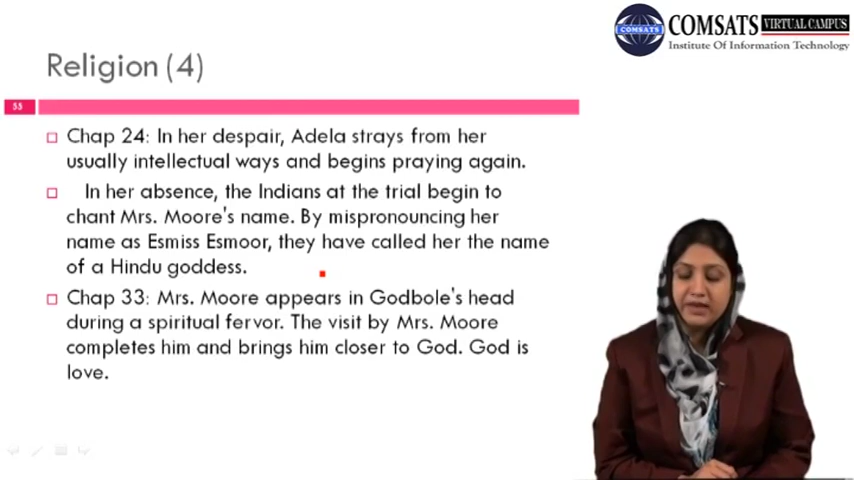 COMSATS
COMSATS VIRTUAL CAMPUS
Institute Of Information Technology
Religion (4)
55
Chap 24: In her despair, Adela strays from her
usually intellectual ways and begins praying again.
In her absence, the Indians at the trial begin to
chant Mrs. Moore's name. By mispronouncing her
name as Esmiss Esmoor, they have called her the name
of a Hindu goddess.
Chap 33: Mrs. Moore appears in Godbole's head
during a spiritual fervor. The visit by Mrs. Moore
completes him and brings him closer to God. God is
love.